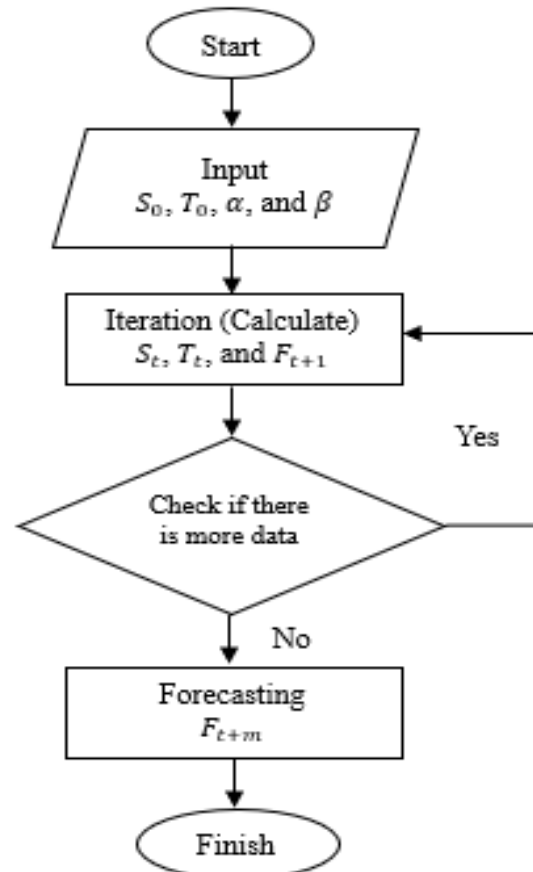 Start
Input
S₀, T₀, α, and β
Iteration (Calculate)
Sₜ, Tₜ, and Fₜ₊₁
Yes
Check if there
is more data
No
Forecasting
Fₜ₊ₘ
Finish